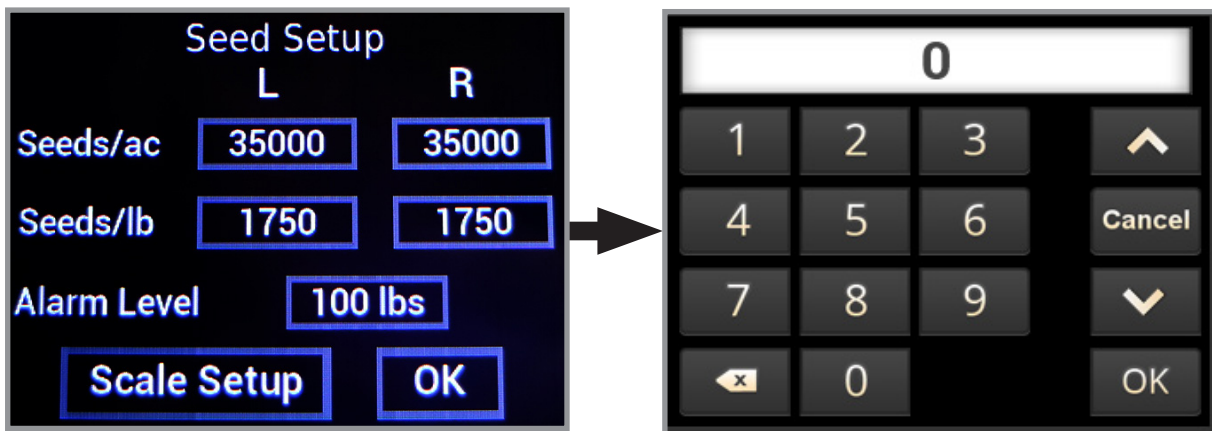 Seed Setup
L R
Seeds/ac 35000 35000
Seeds/lb 1750 1750
Alarm Level 100 lbs
Scale Setup OK
0
1 2 3
4 5 6 Cancel
7 8 9
x 0 OK